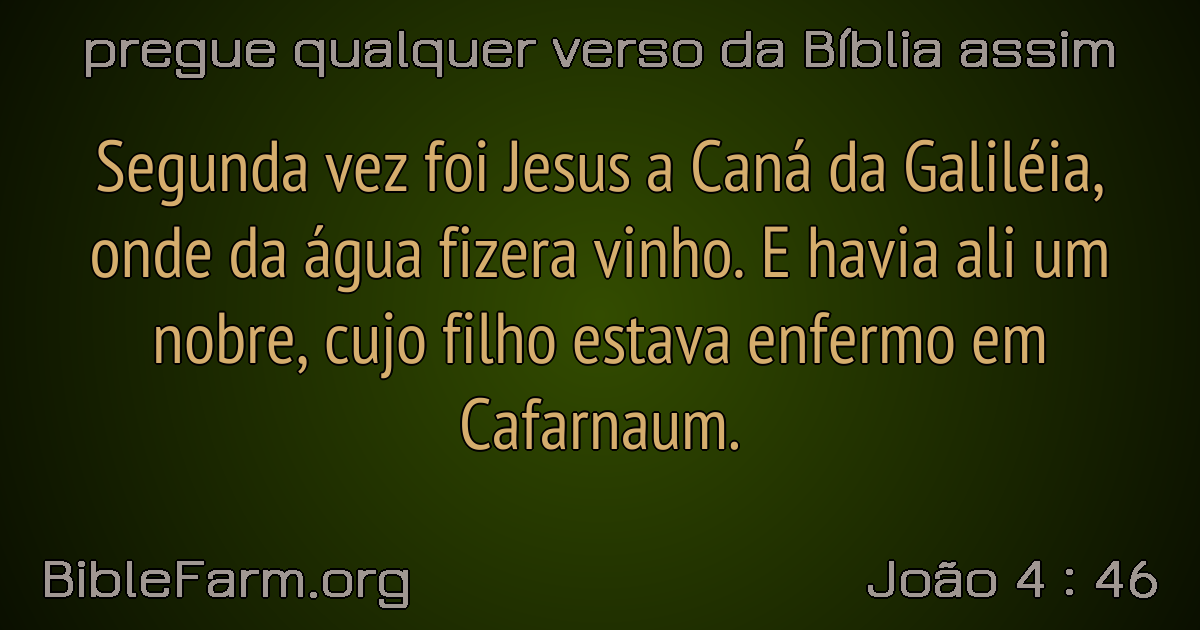 pregue qualquer verso da Bíblia assim
Segunda vez foi Jesus a Caná da Galiléia,
onde da água fizera vinho. E havia ali um
nobre, cujo filho estava enfermo em
Cafarnaum.
BibleFarm.org
João 4 : 46